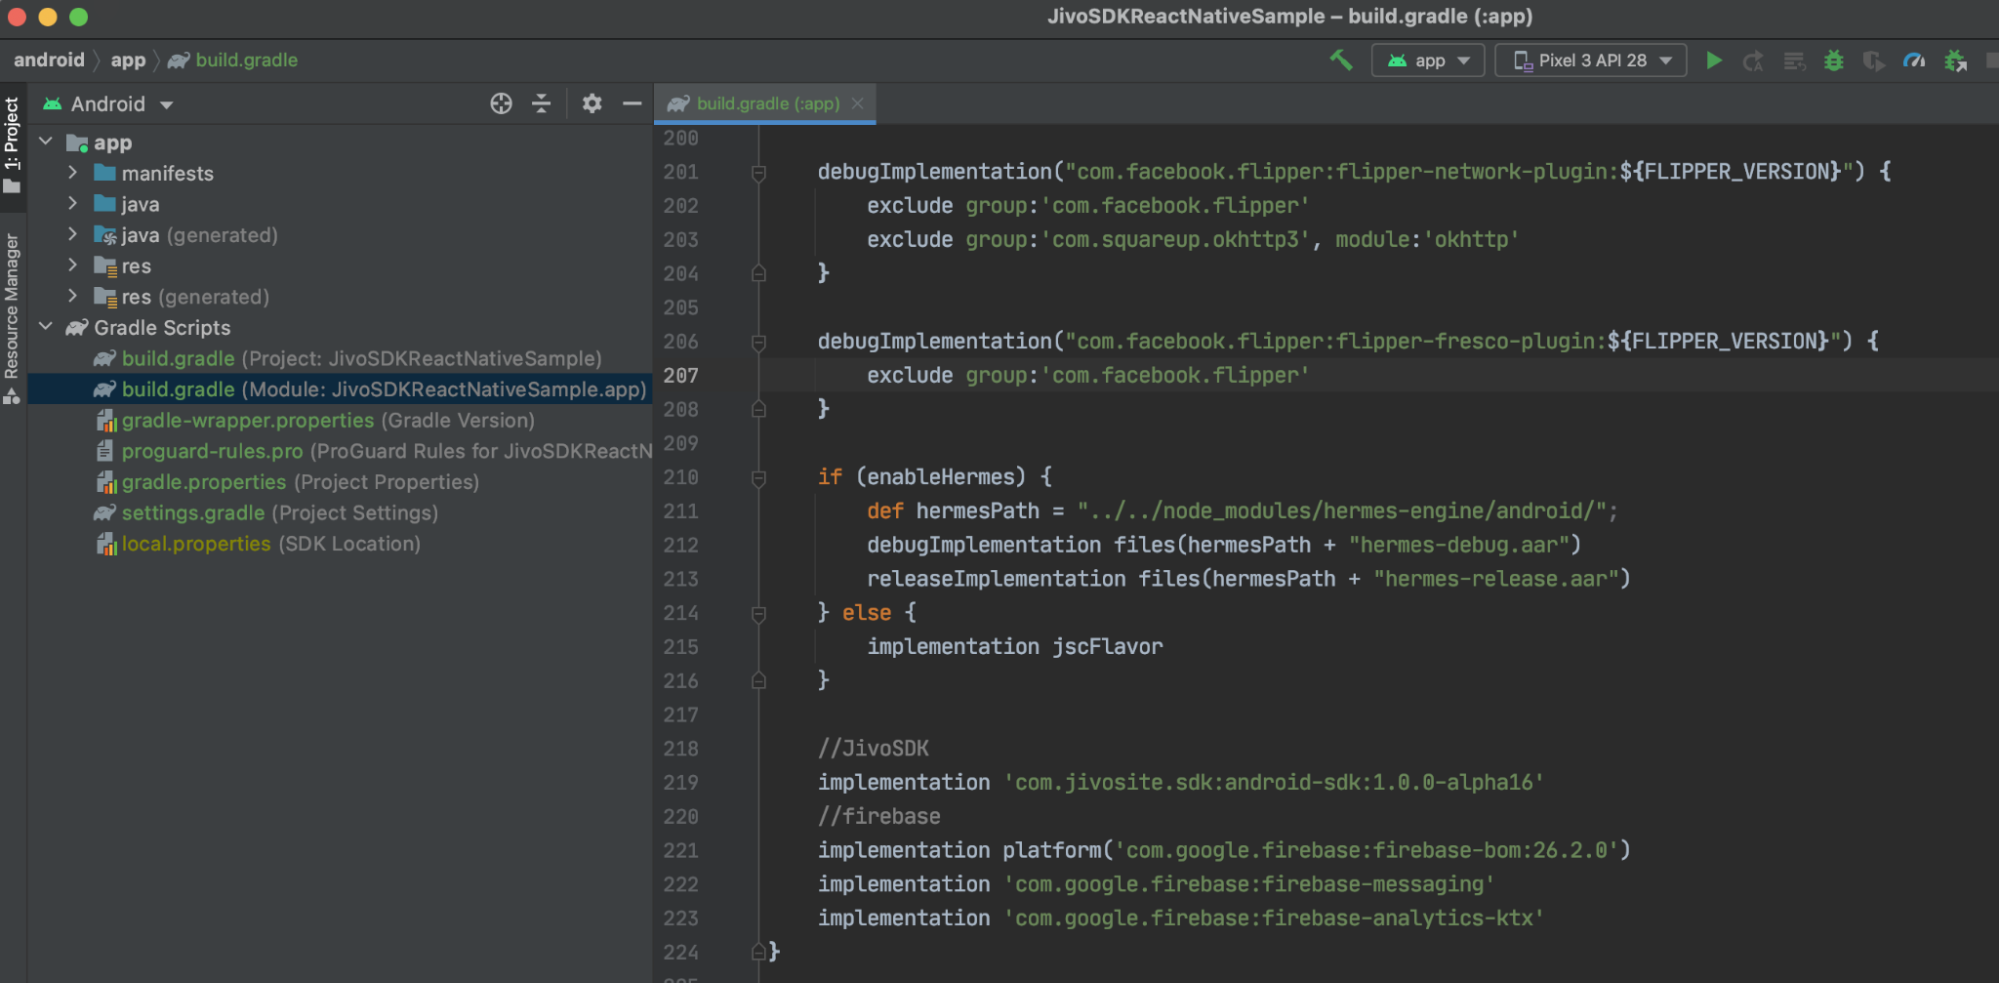 JivoSDKReactNativeSample – build.gradle (:app)
android app build.gradle
app Pixel 3 API 28
1: Project
Resource Manager
Android
app
manifests
java
java (generated)
res
res (generated)
Gradle Scripts
build.gradle (Project: JivoSDKReactNativeSample)
build.gradle (Module: JivoSDKReactNativeSample.app)
gradle-wrapper.properties (Gradle Version)
proguard-rules.pro (ProGuard Rules for JivoSDKReactN
gradle.properties (Project Properties)
settings.gradle (Project Settings)
local.properties (SDK Location)
build.gradle (:app)
200
201 debugImplementation("com.facebook.flipper:flipper-network-plugin:${FLIPPER_VERSION}") {
202 exclude group:'com.facebook.flipper'
203 exclude group:'com.squareup.okhttp3', module:'okhttp'
204 }
205
206 debugImplementation("com.facebook.flipper:flipper-fresco-plugin:${FLIPPER_VERSION}") {
207 exclude group:'com.facebook.flipper'
208 }
209
210 if (enableHermes) {
211 def hermesPath = "../../node_modules/hermes-engine/android/";
212 debugImplementation files(hermesPath + "hermes-debug.aar")
213 releaseImplementation files(hermesPath + "hermes-release.aar")
214 } else {
215 implementation jscFlavor
216 }
217
218 //JivoSDK
219 implementation 'com.jivosite.sdk:android-sdk:1.0.0-alpha16'
220 //firebase
221 implementation platform('com.google.firebase:firebase-bom:26.2.0')
222 implementation 'com.google.firebase:firebase-messaging'
223 implementation 'com.google.firebase:firebase-analytics-ktx'
224 }